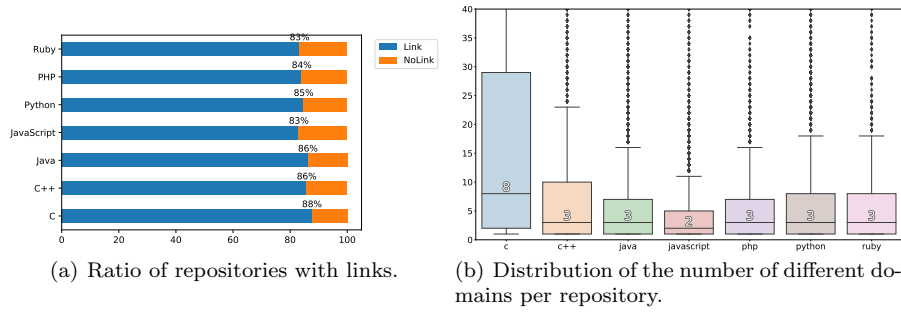 83%
Ruby
84%
PHP
85%
Python
83%
JavaScript
86%
Java
86%
C++
88%
C
0 20 40 60 80 100
Link
NoLink
(a) Ratio of repositories with links.
40
35
30
25
20
15
10
5
0
8 3 3 2 3 3 3
c c++ java javascript php python ruby
(b) Distribution of the number of different do-
mains per repository.